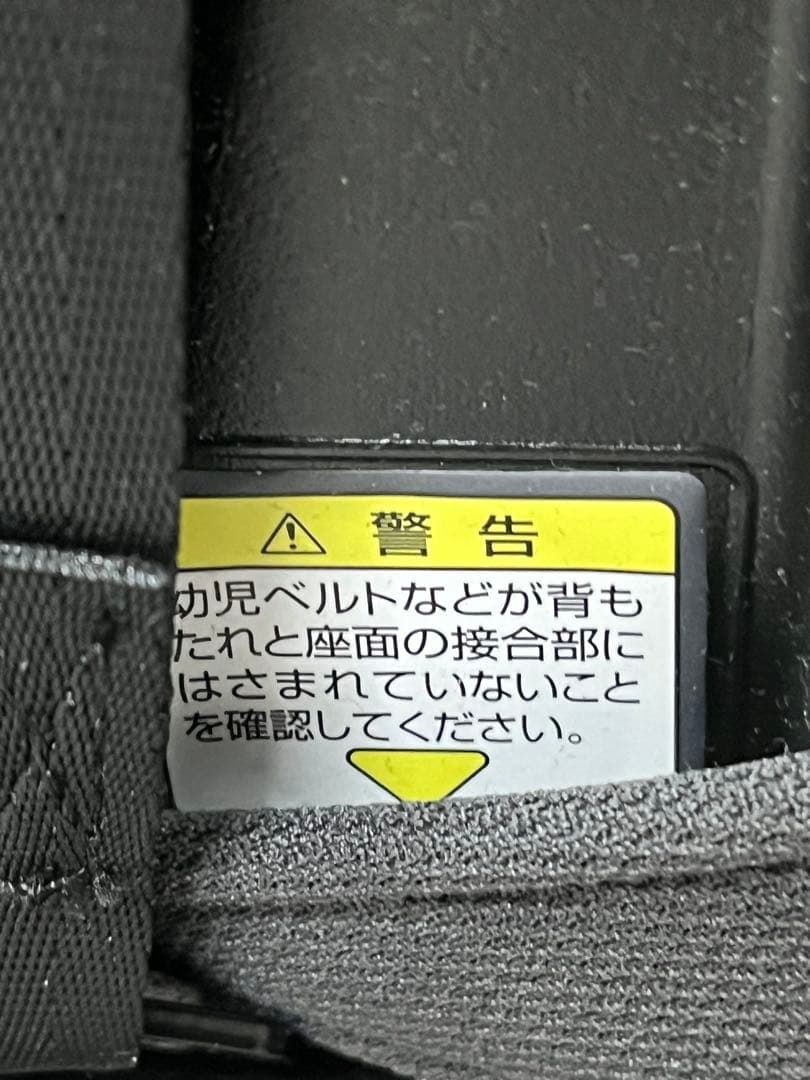 ⚠ 警告
幼児ベルトなどが背も
たれと座面の接合部に
はさまれていないこと
を確認してください。